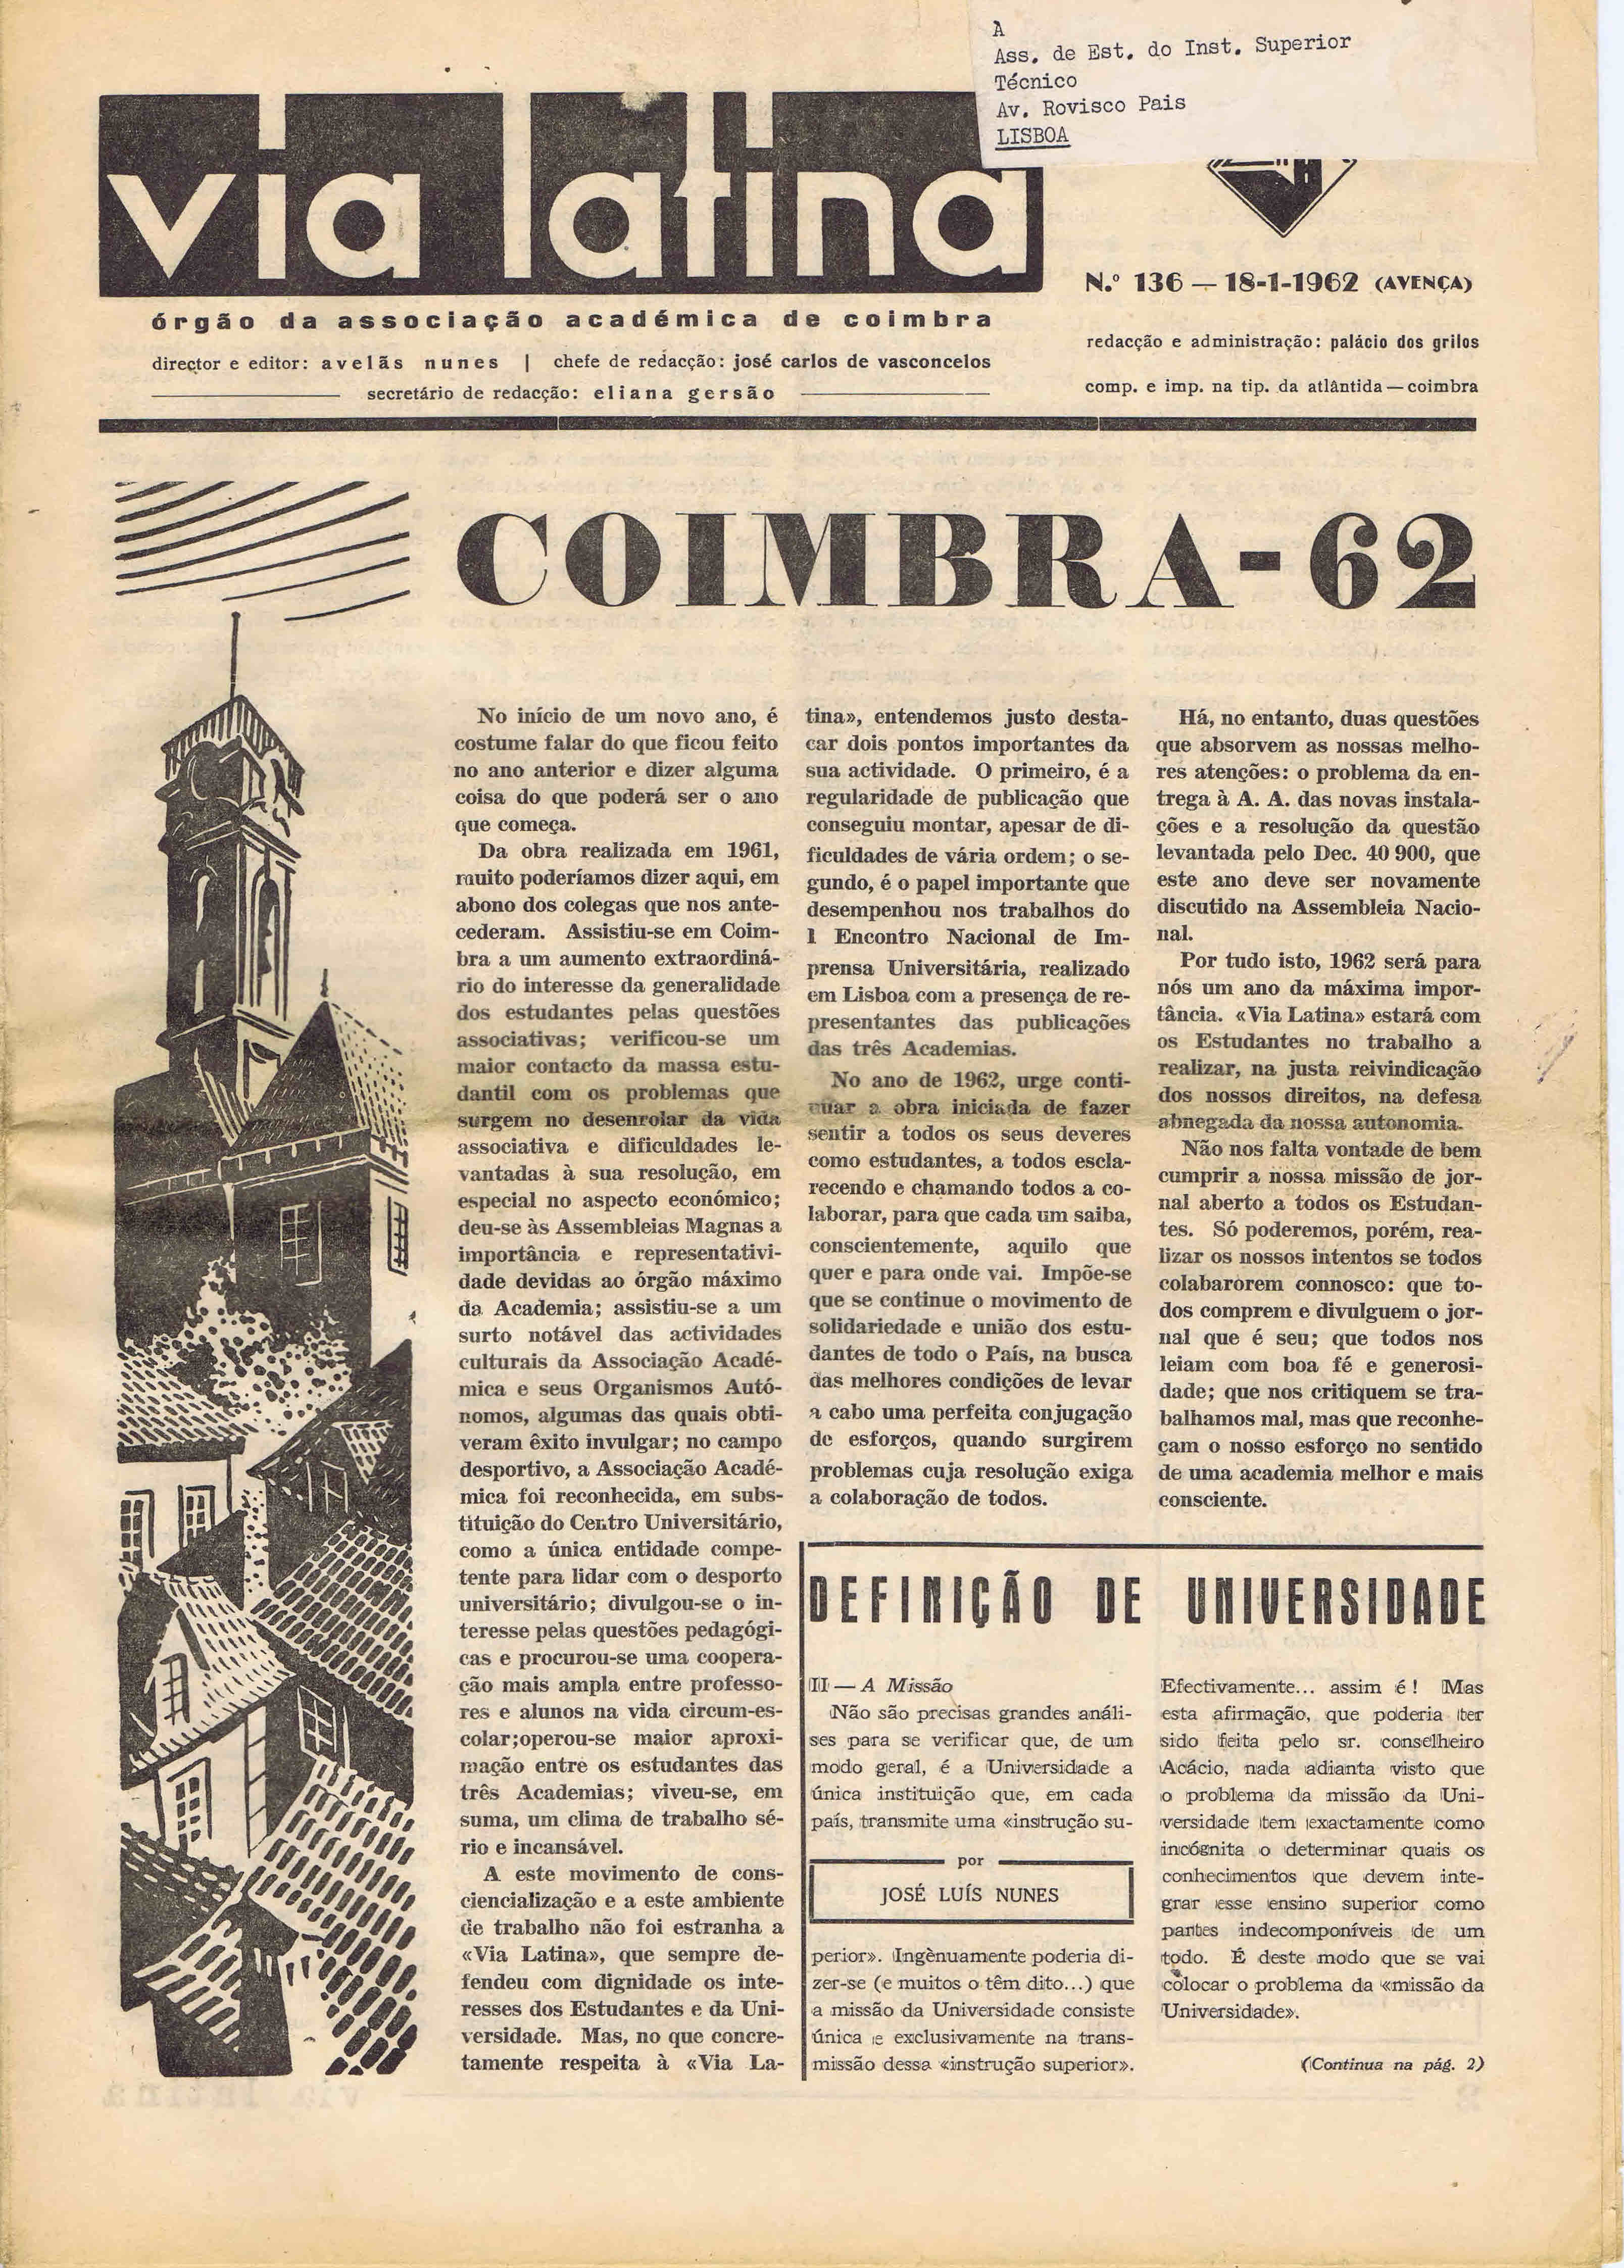 A
Ass. de Est. do Inst. Superior
Técnico
Av. Rovisco Pais
LISBOA
via latina
N.º 136 — 18-1-1962 (AVENÇA)
órgão da associação académica de coimbra
director e editor: avelãs nunes | chefe de redacção: josé carlos de vasconcelos
secretário de redacção: eliana gersão
redacção e administração: palácio dos grilos
comp. e imp. na tip. da atlântida — coimbra
COIMBRA-62
No início de um novo ano, é
costume falar do que ficou feito
no ano anterior e dizer alguma
coisa do que poderá ser o ano
que começa.
Da obra realizada em 1961,
muito poderíamos dizer aqui, em
abono dos colegas que nos ante-
cederam. Assistiu-se em Coim-
bra a um aumento extraordiná-
rio do interesse da generalidade
dos estudantes pelas questões
associativas; verificou-se um
maior contacto da massa estu-
dantil com os problemas que
surgem no desenrolar da vida
associativa e dificuldades le-
vantadas à sua resolução, em
especial no aspecto económico;
deu-se às Assembleias Magnas a
importância e representativi-
dade devidas ao órgão máximo
da Academia; assistiu-se a um
surto notável das actividades
culturais da Associação Acadé-
mica e seus Organismos Autó-
nomos, algumas das quais obti-
veram êxito invulgar; no campo
desportivo, a Associação Acadé-
mica foi reconhecida, em subs-
tituição do Centro Universitário,
como a única entidade compe-
tente para lidar com o desporto
universitário; divulgou-se o in-
teresse pelas questões pedagógi-
cas e procurou-se uma coopera-
ção mais ampla entre professo-
res e alunos na vida circum-es-
colar;operou-se maior aproxi-
mação entre os estudantes das
três Academias; viveu-se, em
suma, um clima de trabalho sé-
rio e incansável.
A este movimento de cons-
ciencialização e a este ambiente
de trabalho não foi estranha a
«Via Latina», que sempre de-
fendeu com dignidade os inte-
resses dos Estudantes e da Uni-
versidade. Mas, no que concre-
tamente respeita à «Via La-
tina», entendemos justo desta-
car dois pontos importantes da
sua actividade. O primeiro, é a
regularidade de publicação que
conseguiu montar, apesar de di-
ficuldades de vária ordem; o se-
gundo, é o papel importante que
desempenhou nos trabalhos do
I Encontro Nacional de Im-
prensa Universitária, realizado
em Lisboa com a presença de re-
presentantes das publicações
das três Academias.
No ano de 1962, urge conti-
nuar a obra iniciada de fazer
sentir a todos os seus deveres
como estudantes, a todos escla-
recendo e chamando todos a co-
laborar, para que cada um saiba,
conscientemente, aquilo que
quer e para onde vai. Impõe-se
que se continue o movimento de
solidariedade e união dos estu-
dantes de todo o País, na busca
das melhores condições de levar
a cabo uma perfeita conjugação
de esforços, quando surgirem
problemas cuja resolução exiga
a colaboração de todos.
Há, no entanto, duas questões
que absorvem as nossas melho-
res atenções: o problema da en-
trega à A. A. das novas instala-
ções e a resolução da questão
levantada pelo Dec. 40 900, que
este ano deve ser novamente
discutido na Assembleia Nacio-
nal.
Por tudo isto, 1962 será para
nós um ano da máxima impor-
tância. «Via Latina» estará com
os Estudantes no trabalho a
realizar, na justa reivindicação
dos nossos direitos, na defesa
abnegada da nossa autonomia.
Não nos falta vontade de bem
cumprir a nossa missão de jor-
nal aberto a todos os Estudan-
tes. Só poderemos, porém, rea-
lizar os nossos intentos se todos
colabarorem connosco: que to-
dos comprem e divulguem o jor-
nal que é seu; que todos nos
leiam com boa fé e generosi-
dade; que nos critiquem se tra-
balhamos mal, mas que reconhe-
çam o nosso esforço no sentido
de uma academia melhor e mais
consciente.
DEFINIÇÃO DE UNIVERSIDADE
II — A Missão
Não são precisas grandes análi-
ses para se verificar que, de um
modo geral, é a Universidade a
única instituição que, em cada
país, transmite uma «instrução su-
por
JOSÉ LUÍS NUNES
perior». Ingènuamente poderia di-
zer-se (e muitos o têm dito...) que
a missão da Universidade consiste
única e exclusivamente na trans-
missão dessa «instrução superior».
Efectivamente... assim é! Mas
esta afirmação, que poderia ter
sido feita pelo sr. conselheiro
Acácio, nada adianta visto que
o problema da missão da Uni-
versidade tem exactamente como
incógnita o determinar quais os
conhecimentos que devem inte-
grar esse ensino superior como
partes indecomponíveis de um
todo. É deste modo que se vai
colocar o problema da «missão da
Universidade».
(Continua na pág. 2)